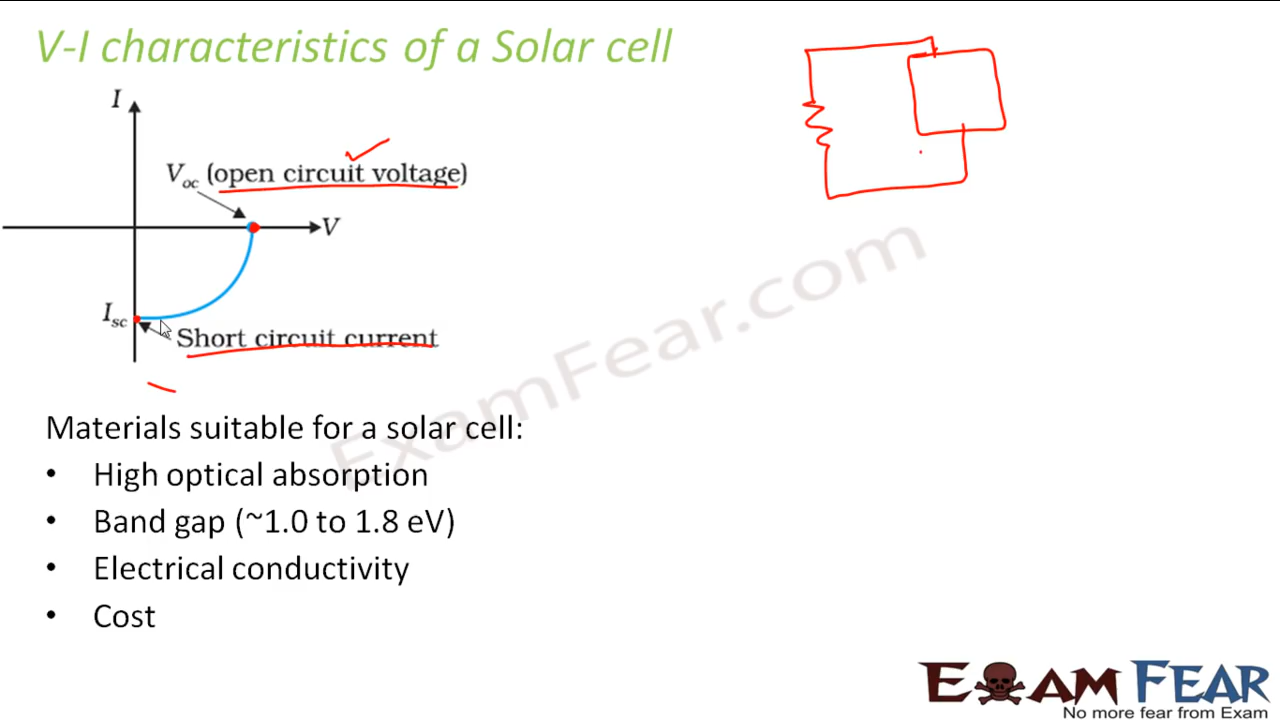 V-I characteristics of a Solar cell
I
Voc (open circuit voltage)
V
Isc
Short circuit current
Materials suitable for a solar cell:
• High optical absorption
• Band gap (~1.0 to 1.8 eV)
• Electrical conductivity
• Cost
ExamFear.com
EXAM FEAR
No more fear from Exam